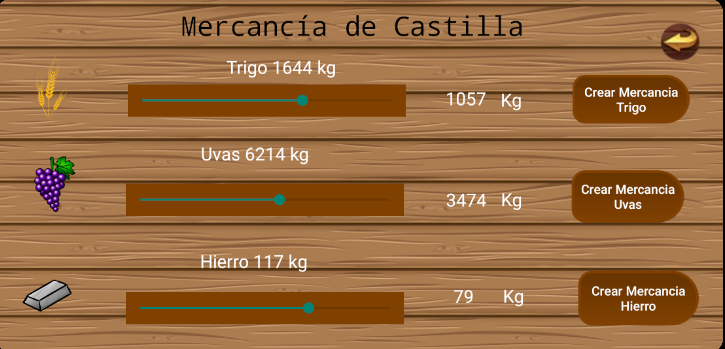 Mercancía de Castilla
Trigo 1644 kg
1057 Kg
Crear Mercancia
Trigo
Uvas 6214 kg
3474 Kg
Crear Mercancia
Uvas
Hierro 117 kg
79 Kg
Crear Mercancia
Hierro